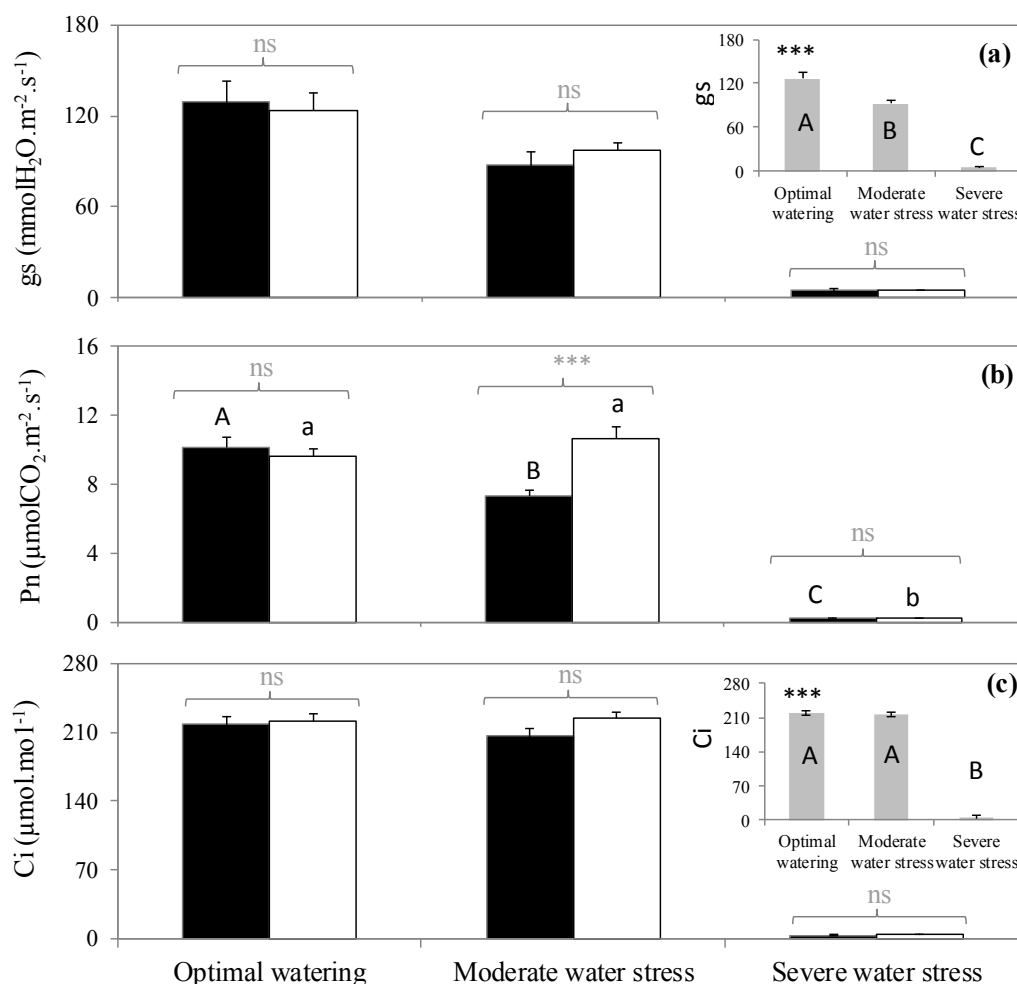 180
120
60
0
gs (mmolH₂O.m⁻².s⁻¹)
ns
ns
ns
(a)
180
120
60
0
gs
***
A
B
C
Optimal watering
Moderate water stress
Severe water stress
16
12
8
4
0
Pn (µmolCO₂.m⁻².s⁻¹)
ns
***
ns
(b)
A
a
B
a
C
b
280
210
140
70
0
Ci (µmol.mol⁻¹)
ns
ns
ns
(c)
280
210
140
70
0
Ci
***
A
A
B
Optimal watering
Moderate water stress
Severe water stress
Optimal watering
Moderate water stress
Severe water stress